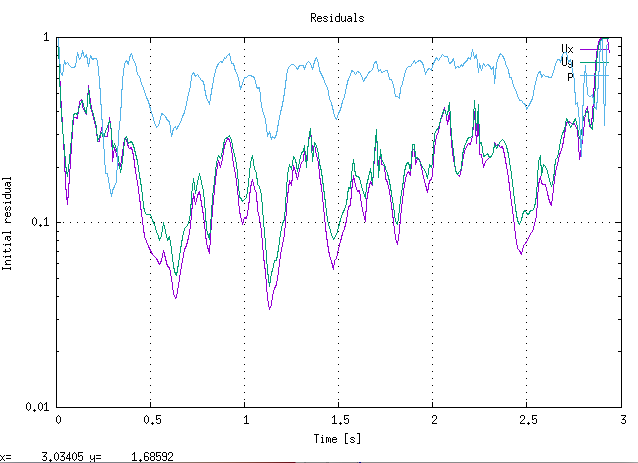 Residuals
1
Ux
Uy
p
0.1
Initial residual
0.01
0 0.5 1 1.5 2 2.5 3
Time [s]
x= 3.03405 y= 1.68592